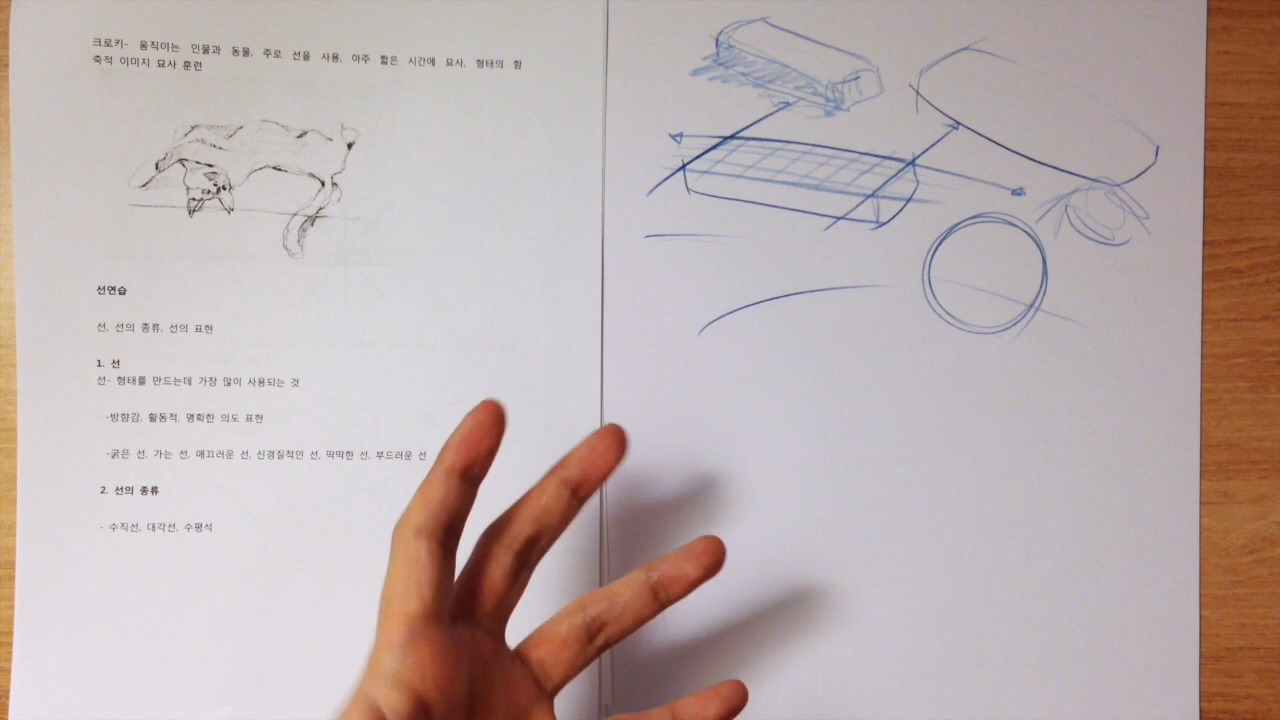 크로키- 움직이는 인물과 동물, 주로 선을 사용, 아주 짧은 시간에 묘사, 형태의 함
축적 이미지 묘사 훈련
선연습
선, 선의 종류, 선의 표현
1. 선
선- 형태를 만드는데 가장 많이 사용되는 것
-방향감, 활동적, 명확한 의도 표현
-굵은 선, 가는 선, 매끄러운 선, 신경질적인 선, 딱딱한 선, 부드러운 선
2. 선의 종류
- 수직선, 대각선, 수평석